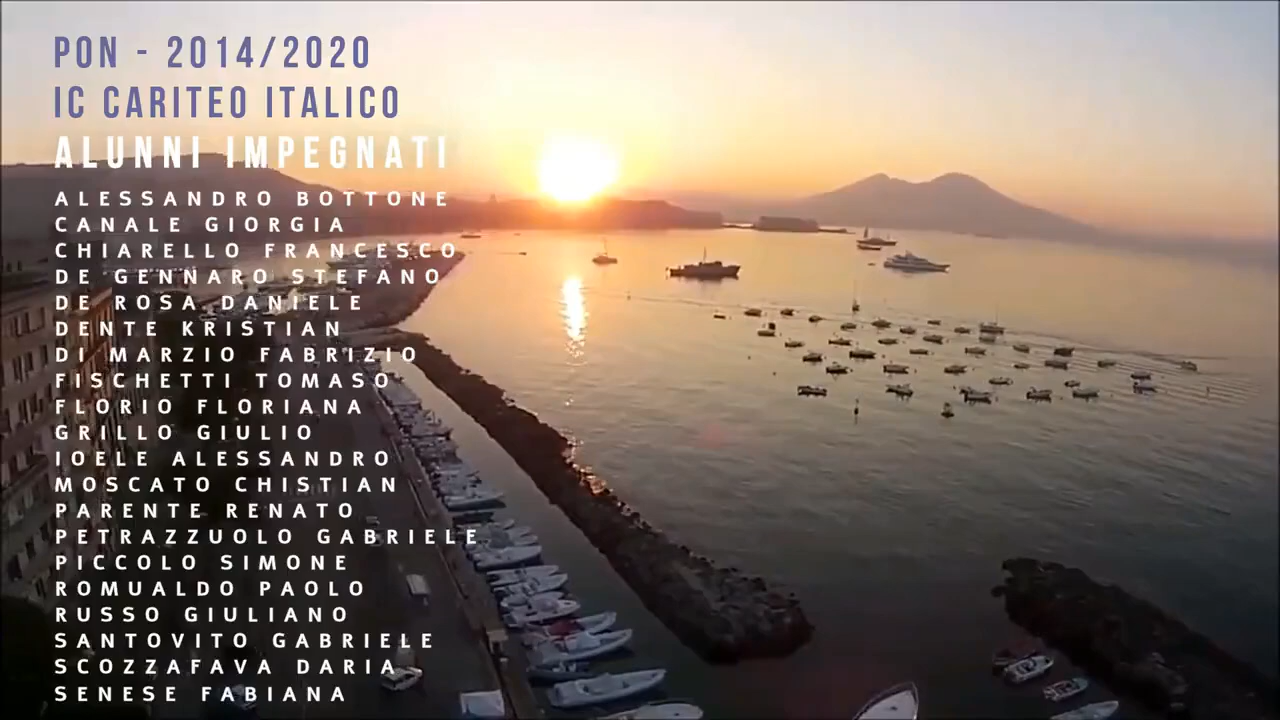 PON - 2014/2020
IC CARITEO ITALICO
ALUNNI IMPEGNATI
ALESSANDRO BOTTONE
CANALE GIORGIA
CHIARELLO FRANCESCO
DE GENNARO STEFANO
DE ROSA DANIELE
DENTE KRISTIAN
DI MARZIO FABRIZIO
FISCHETTI TOMASO
FLORIO FLORIANA
GRILLO GIULIO
IOELE ALESSANDRO
MOSCATO CHISTIAN
PARENTE RENATO
PETRAZZUOLO GABRIELE
PICCOLO SIMONE
ROMUALDO PAOLO
RUSSO GIULIANO
SANTOVITO GABRIELE
SCOZZAFAVA DARIA
SENESE FABIANA